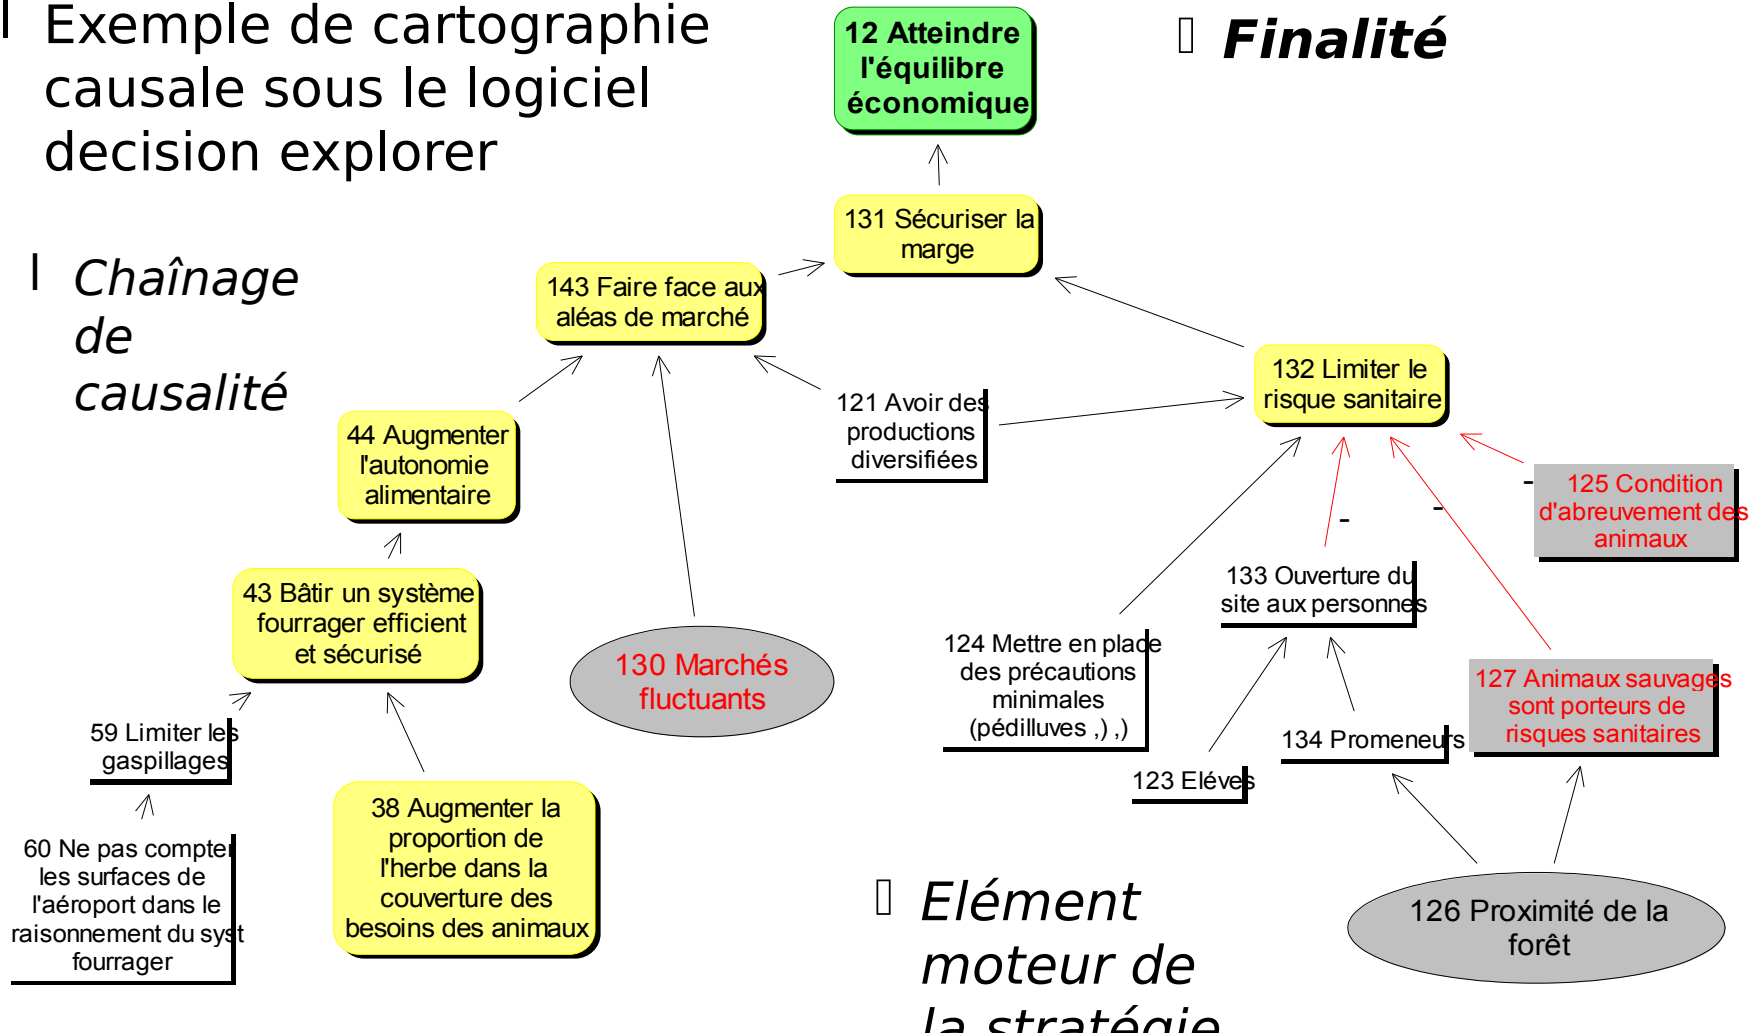 Exemple de cartographie
causale sous le logiciel
decision explorer
12 Atteindre
l'équilibre
économique
Finalité
131 Sécuriser la
marge
Chaînage
de
causalité
143 Faire face aux
aléas de marché
132 Limiter le
risque sanitaire
121 Avoir des
productions
diversifiées
44 Augmenter
l'autonomie
alimentaire
-
125 Condition
d'abreuvement des
animaux
-
-
43 Bâtir un système
fourrager efficient
et sécurisé
133 Ouverture du
site aux personnes
130 Marchés
fluctuants
124 Mettre en place
des précautions
minimales
(pédilluves ,) ,)
127 Animaux sauvages
sont porteurs de
risques sanitaires
59 Limiter les
gaspillages
134 Promeneurs
123 Eléves
38 Augmenter la
proportion de
l'herbe dans la
couverture des
besoins des animaux
60 Ne pas compter
les surfaces de
l'aéroport dans le
raisonnement du syst
fourrager
126 Proximité de la
forêt
Elément
moteur de
la stratégie